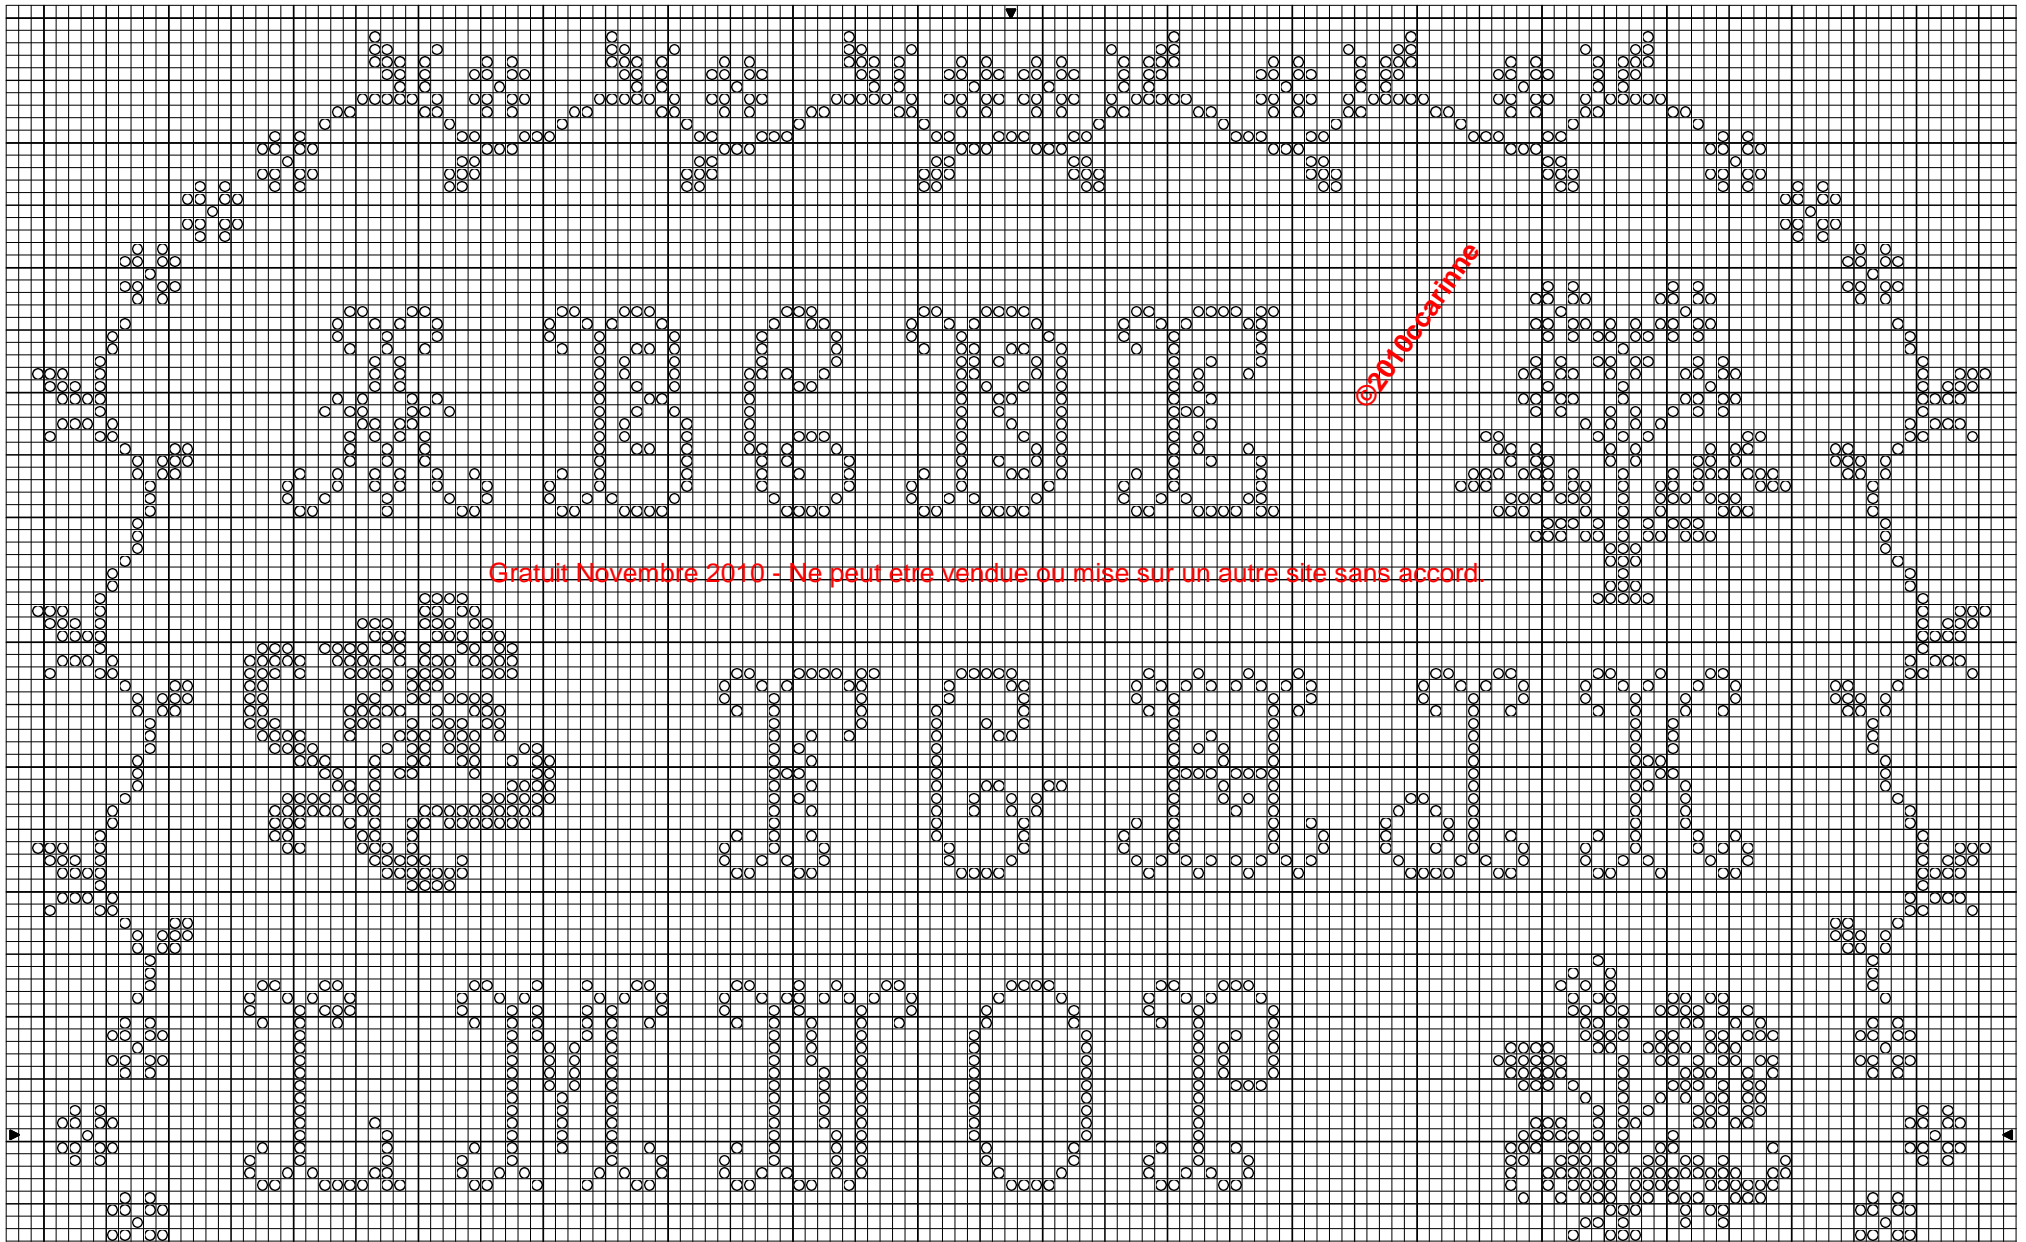 ©2010ccarinne
A B C D E
Gratuit Novembre 2010 - Ne peut etre vendue ou mise sur un autre site sans accord.
F G H J K
L M N O P